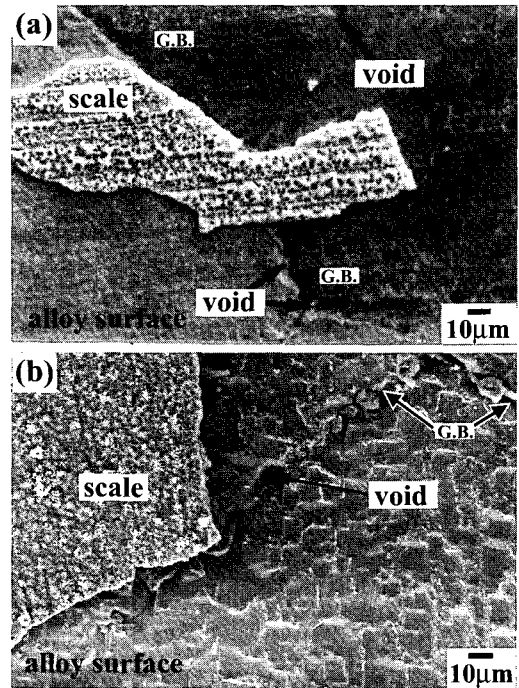 (a)
G.B.
void
scale
G.B.
void
alloy surface
10μm
(b)
G.B.
scale
void
alloy surface
10μm